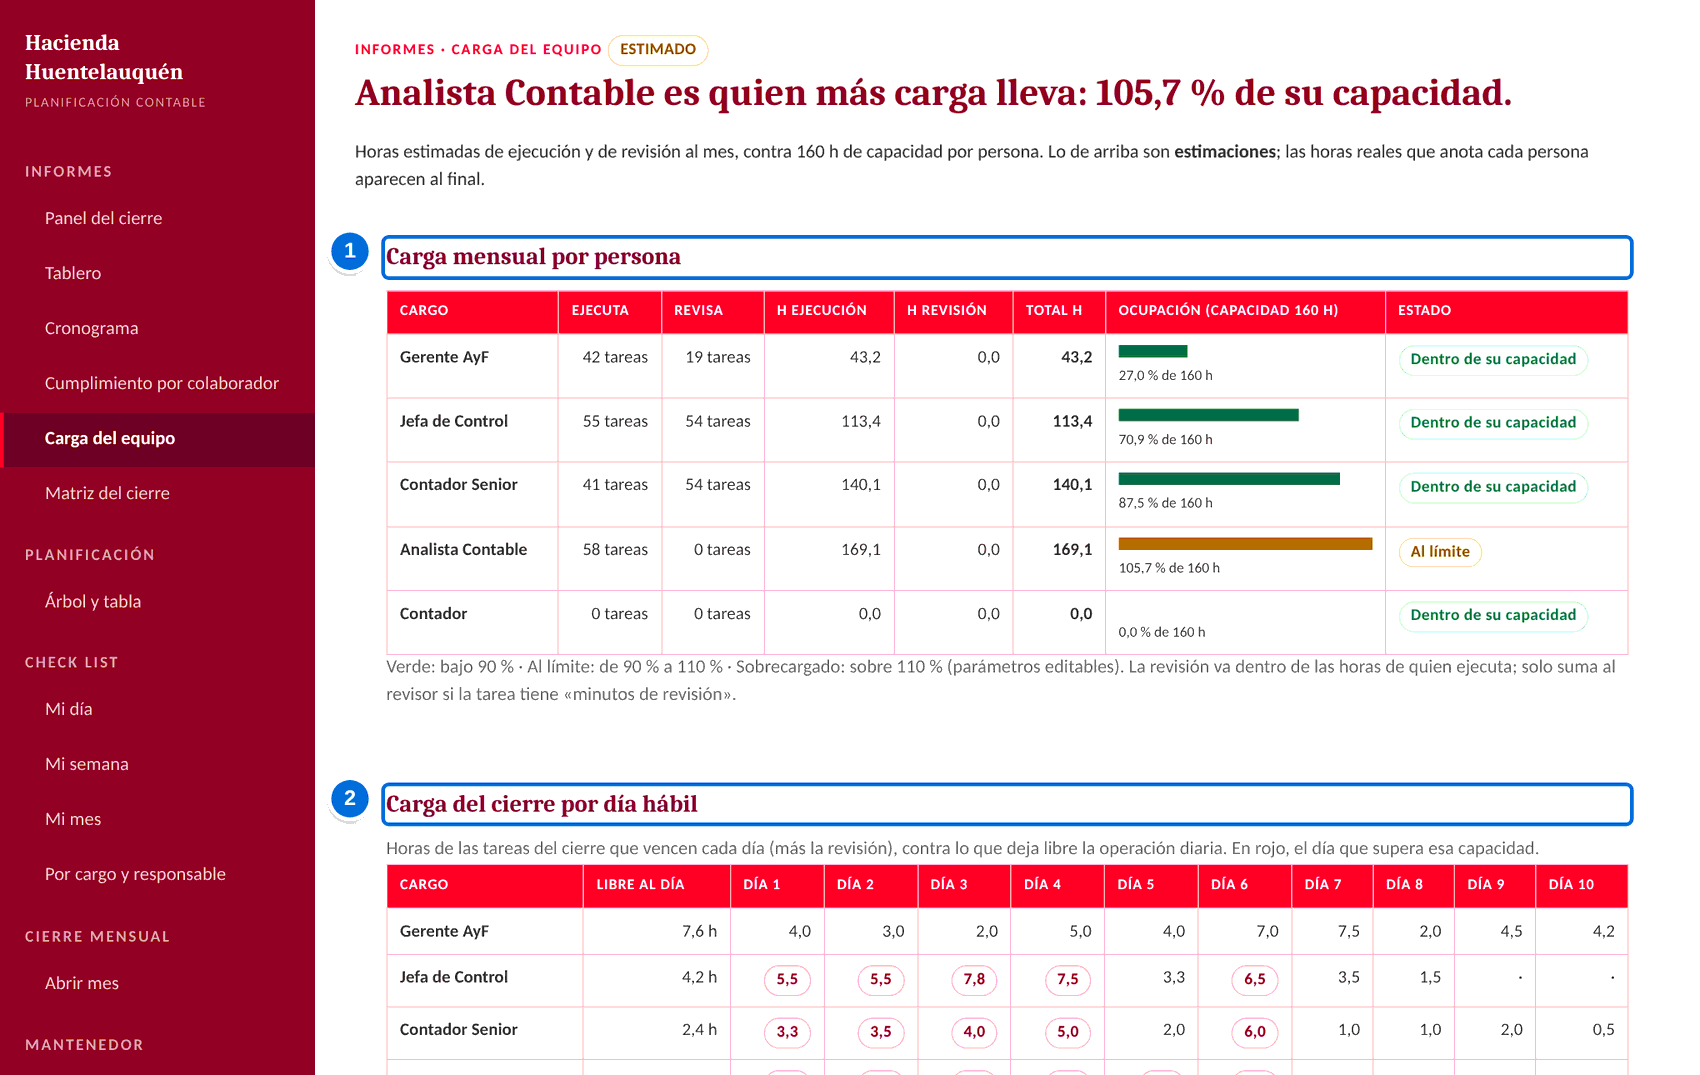 Hacienda
Huentelauquén
PLANIFICACIÓN CONTABLE
INFORMES
Panel del cierre
Tablero
Cronograma
Cumplimiento por colaborador
Carga del equipo
Matriz del cierre
PLANIFICACIÓN
Árbol y tabla
CHECK LIST
Mi día
Mi semana
Mi mes
Por cargo y responsable
CIERRE MENSUAL
Abrir mes
MANTENEDOR
INFORMES · CARGA DEL EQUIPO ESTIMADO
Analista Contable es quien más carga lleva: 105,7 % de su capacidad.
Horas estimadas de ejecución y de revisión al mes, contra 160 h de capacidad por persona. Lo de arriba son estimaciones; las horas reales que anota cada persona
aparecen al final.
1 Carga mensual por persona
CARGO EJECUTA REVISA H EJECUCIÓN H REVISIÓN TOTAL H OCUPACIÓN (CAPACIDAD 160 H) ESTADO
Gerente AyF 42 tareas 19 tareas 43,2 0,0 43,2 27,0 % de 160 h Dentro de su capacidad
Jefa de Control 55 tareas 54 tareas 113,4 0,0 113,4 70,9 % de 160 h Dentro de su capacidad
Contador Senior 41 tareas 54 tareas 140,1 0,0 140,1 87,5 % de 160 h Dentro de su capacidad
Analista Contable 58 tareas 0 tareas 169,1 0,0 169,1 105,7 % de 160 h Al límite
Contador 0 tareas 0 tareas 0,0 0,0 0,0 0,0 % de 160 h Dentro de su capacidad
Verde: bajo 90 % · Al límite: de 90 % a 110 % · Sobrecargado: sobre 110 % (parámetros editables). La revisión va dentro de las horas de quien ejecuta; solo suma al
revisor si la tarea tiene «minutos de revisión».
2 Carga del cierre por día hábil
Horas de las tareas del cierre que vencen cada día (más la revisión), contra lo que deja libre la operación diaria. En rojo, el día que supera esa capacidad.
CARGO LIBRE AL DÍA DÍA 1 DÍA 2 DÍA 3 DÍA 4 DÍA 5 DÍA 6 DÍA 7 DÍA 8 DÍA 9 DÍA 10
Gerente AyF 7,6 h 4,0 3,0 2,0 5,0 4,0 7,0 7,5 2,0 4,5 4,2
Jefa de Control 4,2 h 5,5 5,5 7,8 7,5 3,3 6,5 3,5 1,5 · ·
Contador Senior 2,4 h 3,3 3,5 4,0 5,0 2,0 6,0 1,0 1,0 2,0 0,5